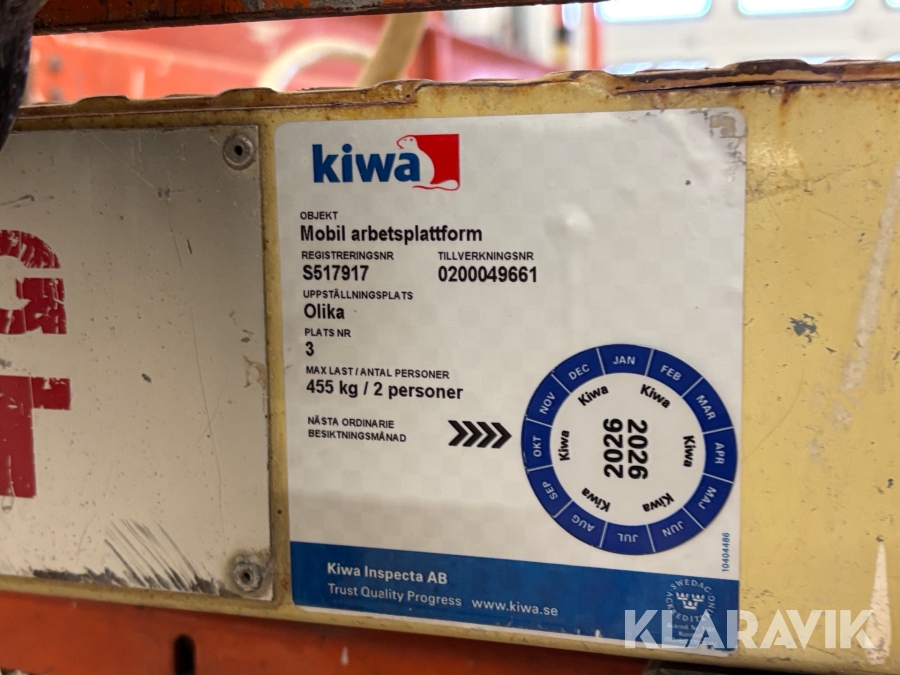 kiwa
OBJEKT
Mobil arbetsplattform
REGISTRERINGSNR TILLVERKNINGSNR
S517917 0200049661
UPPSTÄLLNINGSPLATS
Olika
PLATS NR
3
MAX LAST / ANTAL PERSONER
455 kg / 2 personer
NÄSTA ORDINARIE
BESIKTNINGSMÅNAD
JAN
FEB
MAR
APR
MAJ
JUN
JUL
AUG
SEP
OKT
NOV
DEC
Kiwa
Kiwa
Kiwa
Kiwa
Kiwa
Kiwa
2026
2026
10404486
Kiwa Inspecta AB
Trust Quality Progress www.kiwa.se
SWEDAC
G
T
KLARAVIK